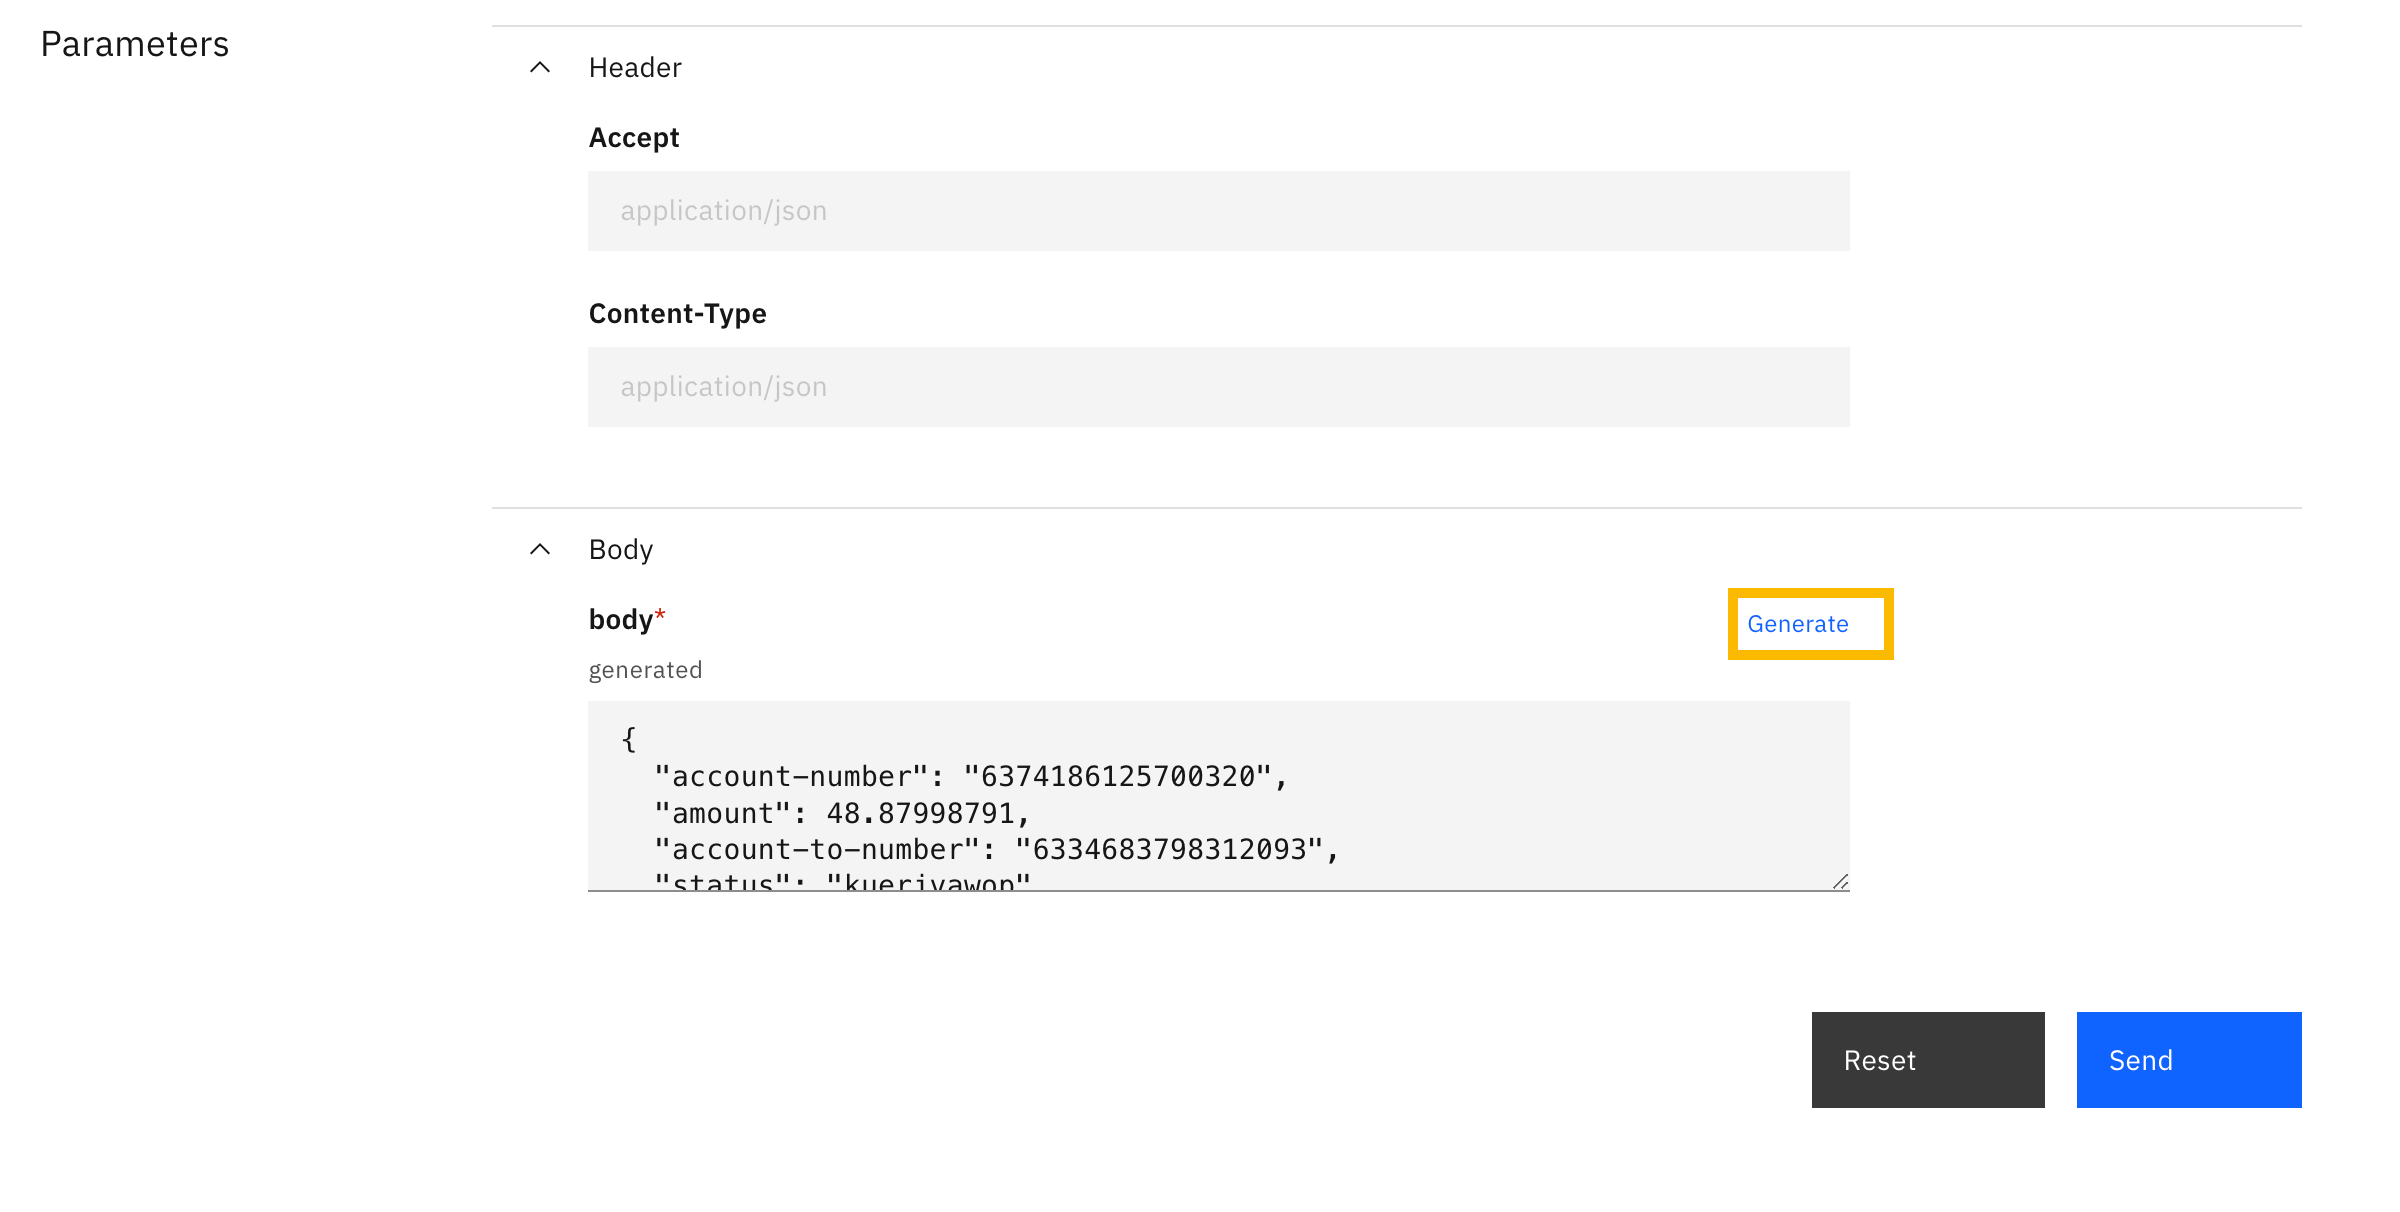 Parameters
Header
Accept
application/json
Content-Type
application/json
Body
body*
Generate
generated
{
"account-number": "6374186125700320",
"amount": 48.87998791,
"account-to-number": "6334683798312093",
"status":
Reset
Send